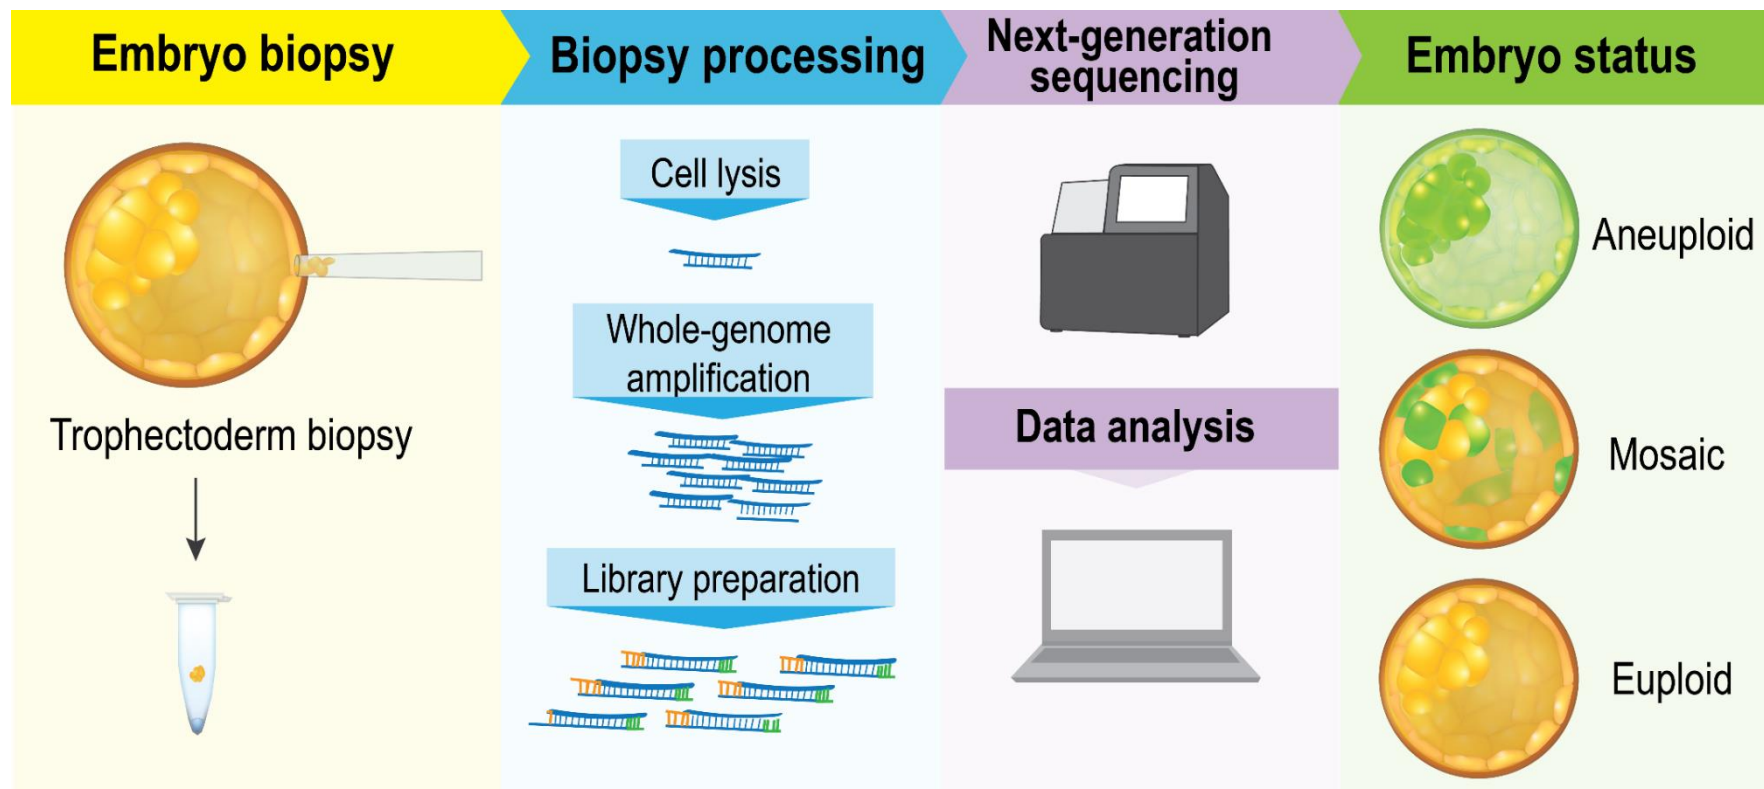 Embryo biopsy
Trophectoderm biopsy
Biopsy processing
Cell lysis
Whole-genome
amplification
Library preparation
Next-generation
sequencing
Data analysis
Embryo status
Aneuploid
Mosaic
Euploid